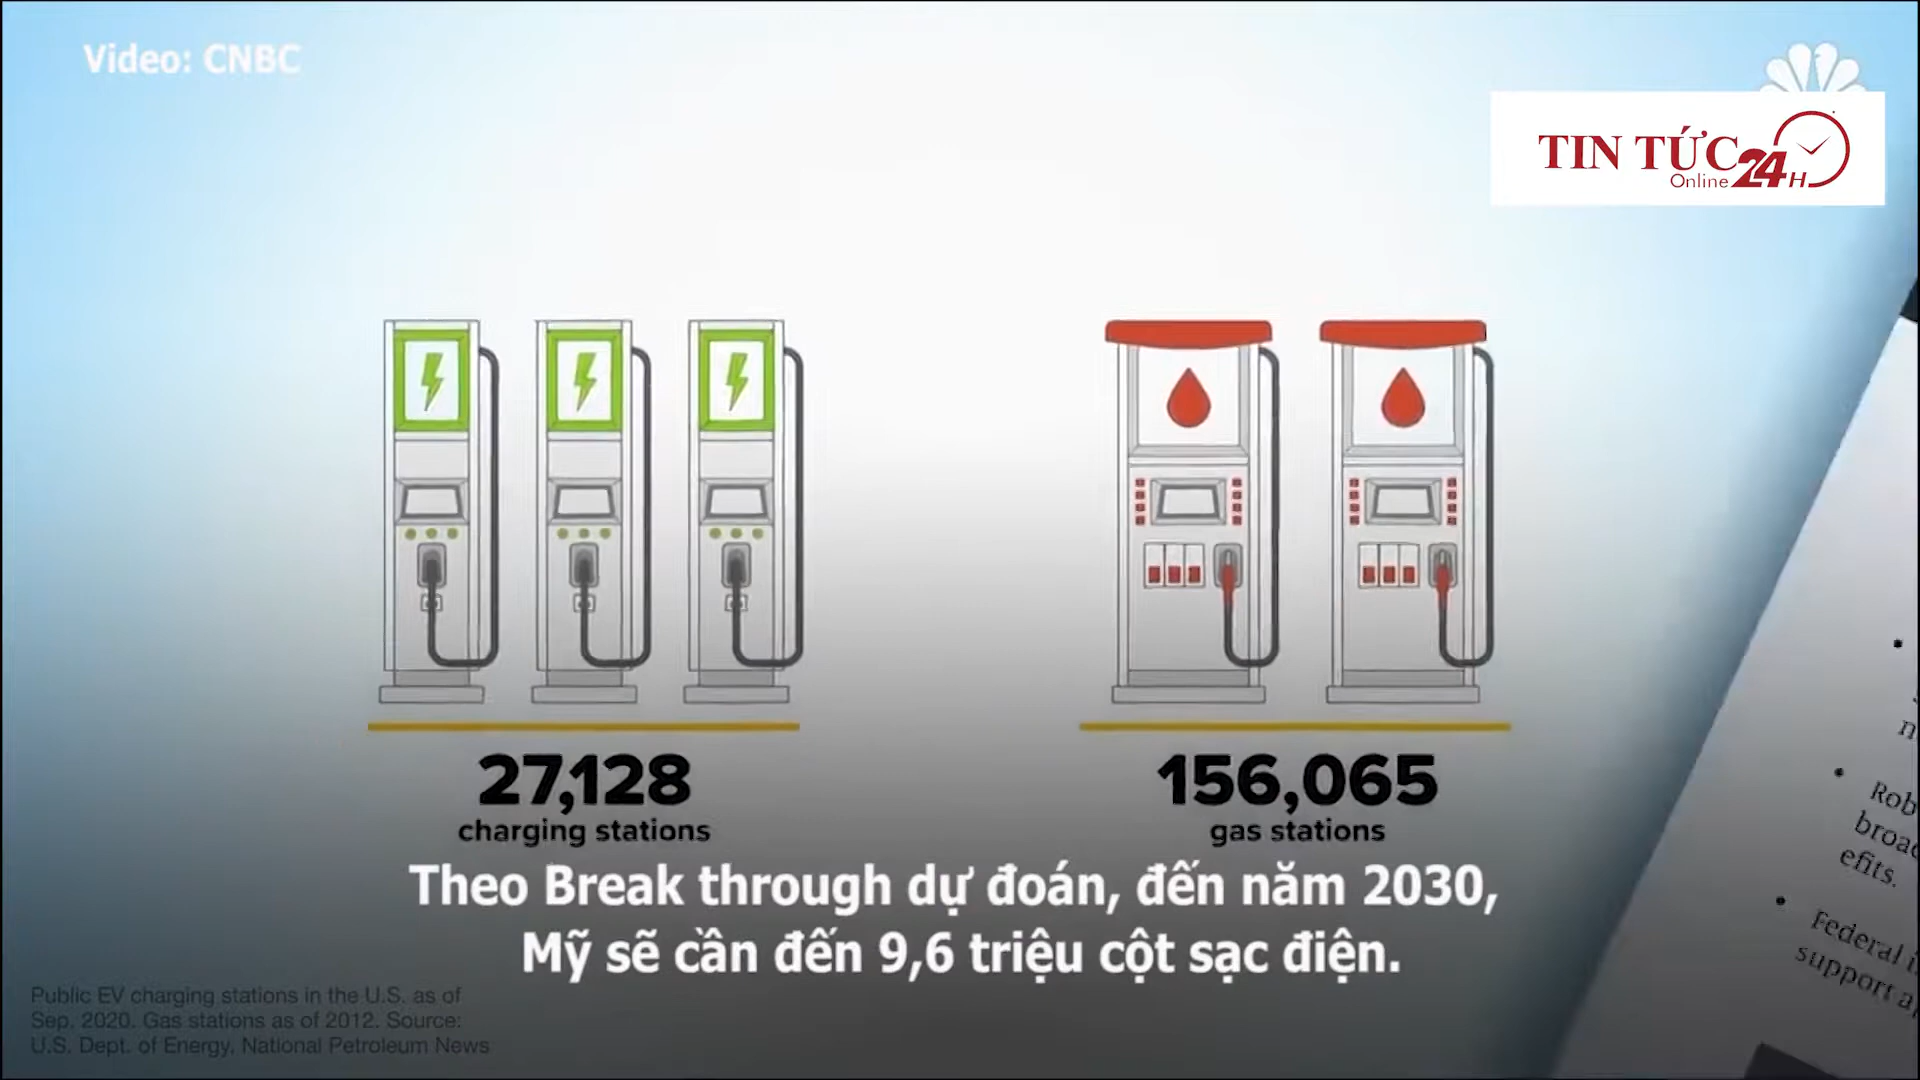 Video: CNBC
TIN TỨC 24H
Online
27,128
charging stations
156,065
gas stations
Theo Break through dự đoán, đến năm 2030,
Mỹ sẽ cần đến 9,6 triệu cột sạc điện.
Public EV charging stations in the U.S. as of
Sep. 2020. Gas stations as of 2012. Source:
U.S. Dept. of Energy, National Petroleum News
efits.
Federal
support